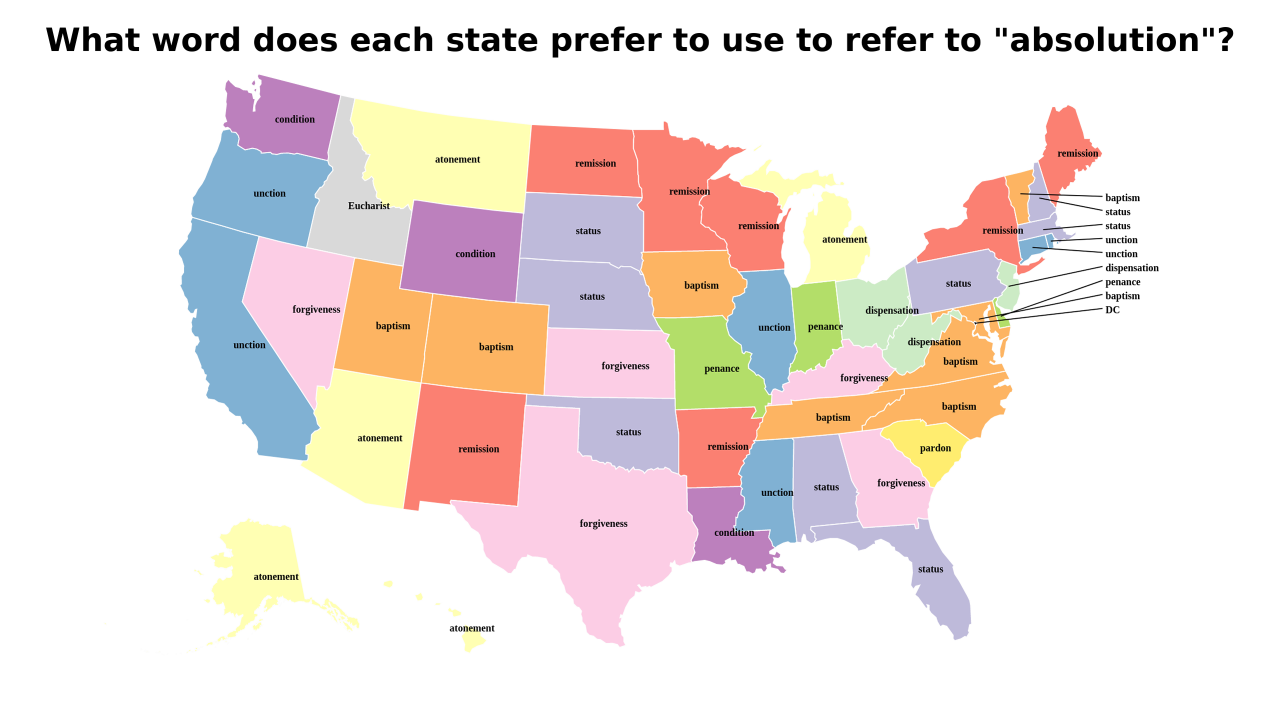 What word does each state prefer to use to refer to "absolution"?
condition
unction
Eucharist
atonement
remission
remission
remission
status
condition
status
unction
forgiveness
baptism
baptism
forgiveness
baptism
atonement
unction
penance
penance
dispensation
dispensation
status
remission
remission
baptism
status
status
unction
unction
dispensation
penance
baptism
DC
atonement
remission
status
forgiveness
remission
condition
unction
status
forgiveness
status
pardon
baptism
baptism
baptism
forgiveness
atonement
atonement